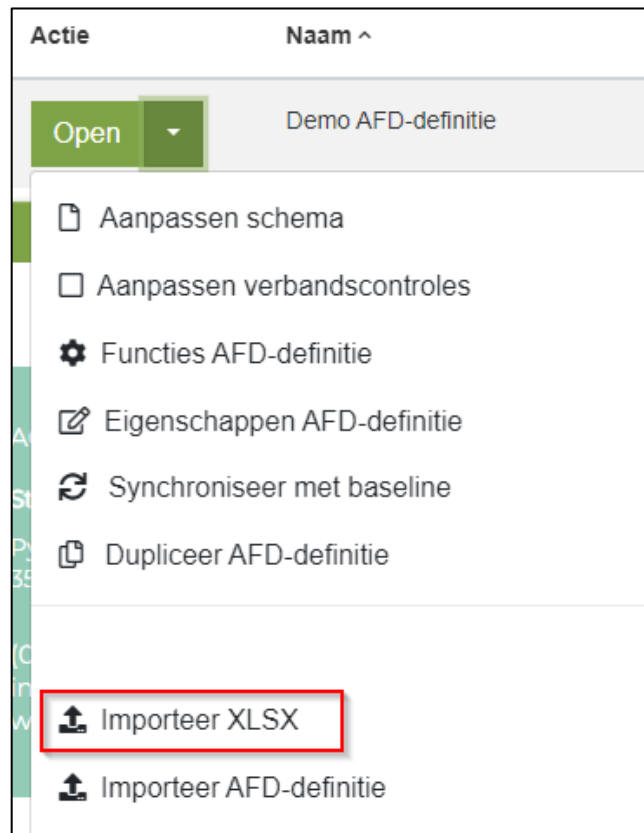 Actie Naam ^
Open Demo AFD-definitie
Aanpassen schema
Aanpassen verbandscontroles
Functies AFD-definitie
Eigenschappen AFD-definitie
Synchroniseer met baseline
Dupliceer AFD-definitie
Importeer XLSX
Importeer AFD-definitie